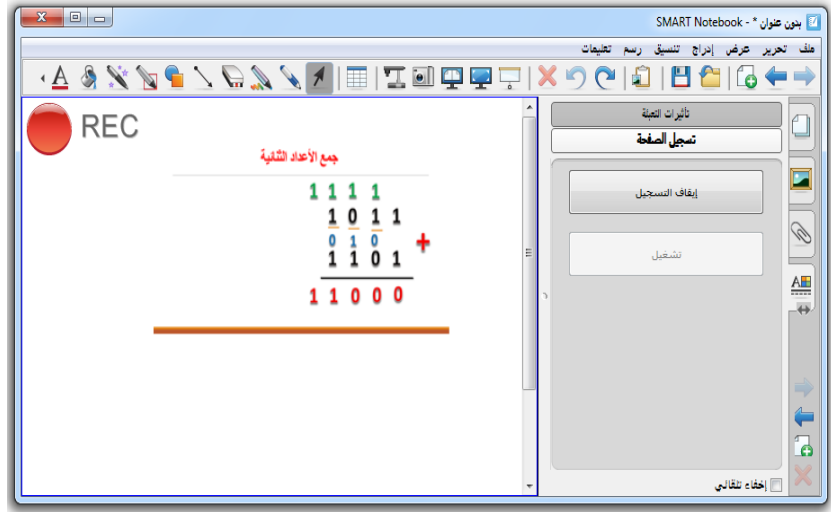 بدون عنوان * - SMART Notebook
ملف تحرير عرض إدراج تنسيق رسم تعليمات
REC
جمع الأعداد الثنائية
1 1 1 1
1 0 1 1
0 1 0
+
1 1 0 1
1 1 0 0 0
تأثيرات التعبئة
تسجيل الصفحة
إيقاف التسجيل
تشغيل
إخفاء تلقائي